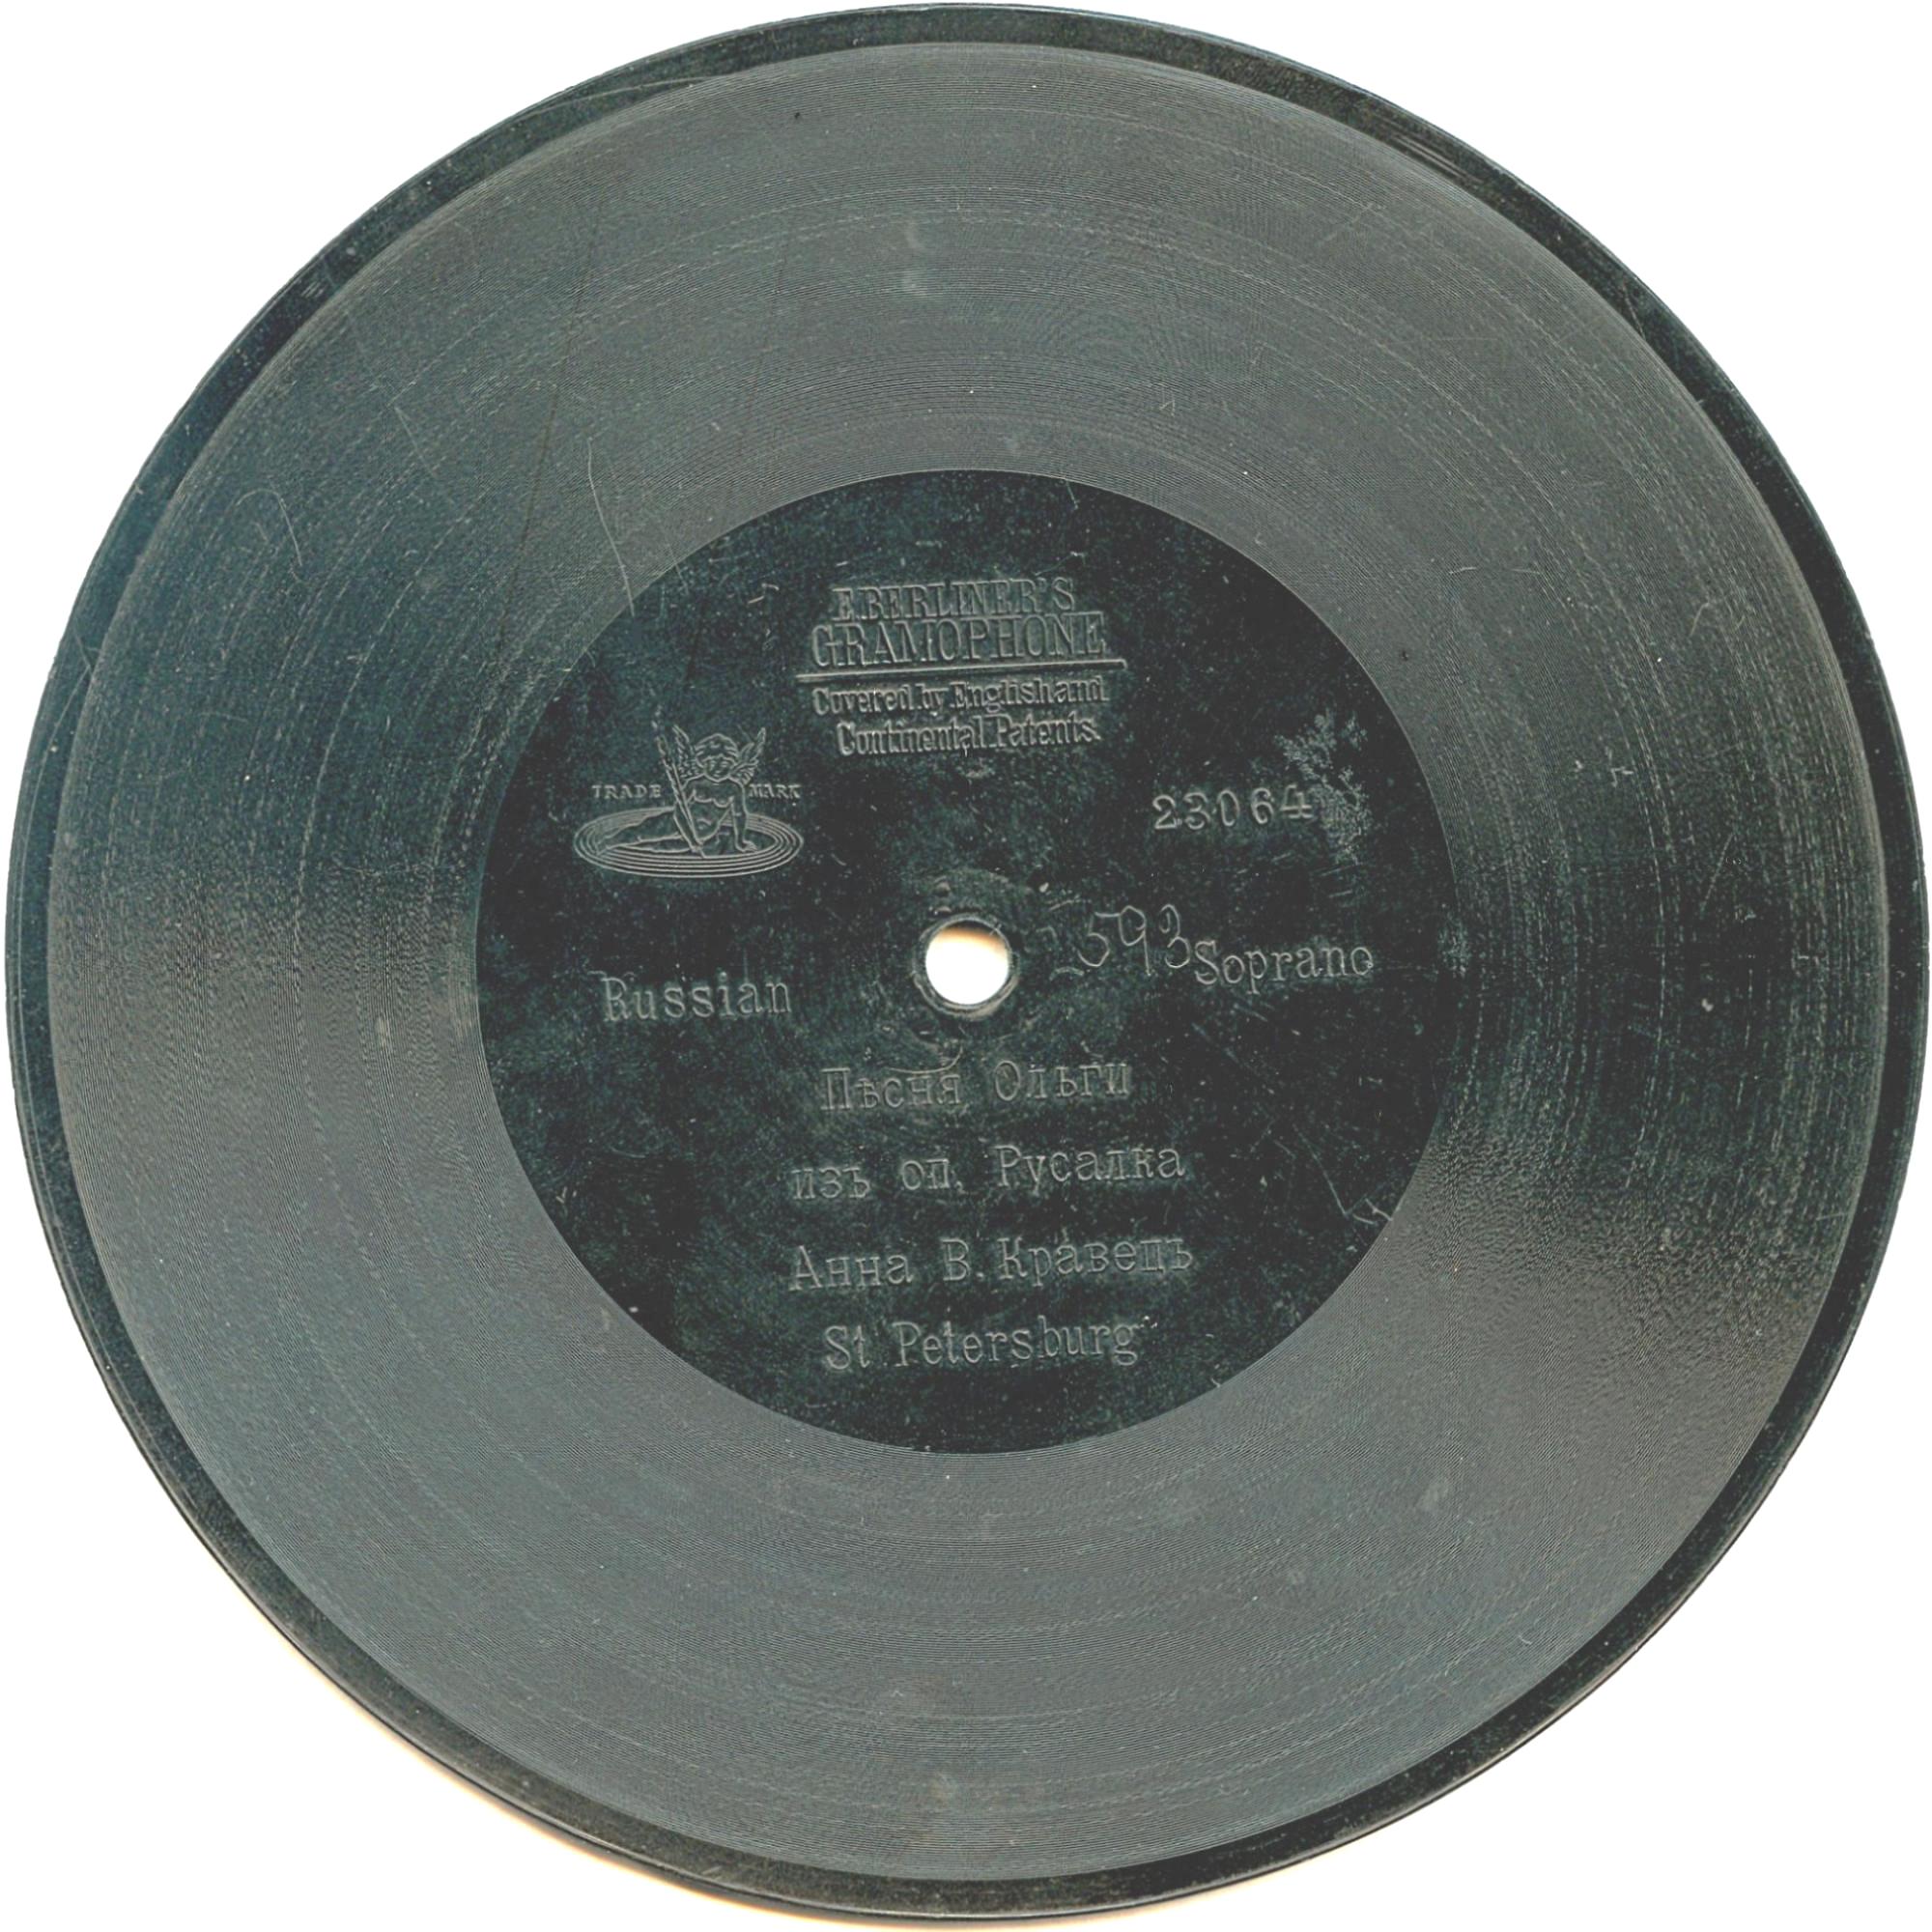 E. BERLINER'S
GRAMOPHONE
Covered by English and
Continental Patents.
TRADE MARK
23064
593
Soprano
Russian
Пѣсня Ольги
изъ оп. Русалка
Анна В. Кравецъ
St Petersburg